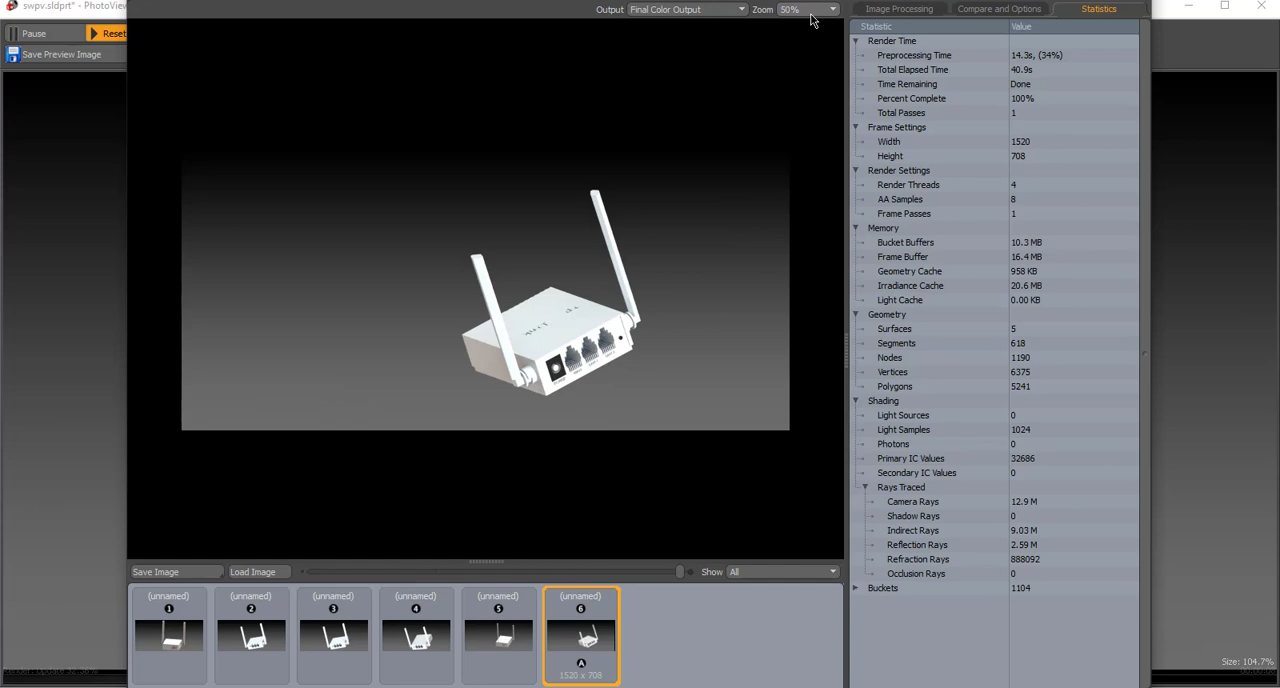 swpv.sldprt* - PhotoView
Output Final Color Output Zoom 50%
Image Processing Compare and Options Statistics
Pause Reset
Save Preview Image
Statistic Value
Render Time
Preprocessing Time 14.3s, (34%)
Total Elapsed Time 40.9s
Time Remaining Done
Percent Complete 100%
Total Passes 1
Frame Settings
Width 1520
Height 708
Render Settings
Render Threads 4
AA Samples 8
Frame Passes 1
Memory
Bucket Buffers 10.3 MB
Frame Buffer 16.4 MB
Geometry Cache 958 KB
Irradiance Cache 20.6 MB
Light Cache 0.00 KB
Geometry
Surfaces 5
Segments 618
Nodes 1190
Vertices 6375
Polygons 5241
Shading
Light Sources 0
Light Samples 1024
Photons 0
Primary IC Values 32686
Secondary IC Values 0
Rays Traced
Camera Rays 12.9 M
Shadow Rays 0
Indirect Rays 9.03 M
Reflection Rays 2.59 M
Refraction Rays 888092
Occlusion Rays 0
Buckets 1104
tp-link
Save Image Load Image Show All
(unnamed) (unnamed) (unnamed) (unnamed) (unnamed) (unnamed)
1 2 3 4 5 6
A
1520 x 708
Render: Update 32.36%
Size: 104.7%